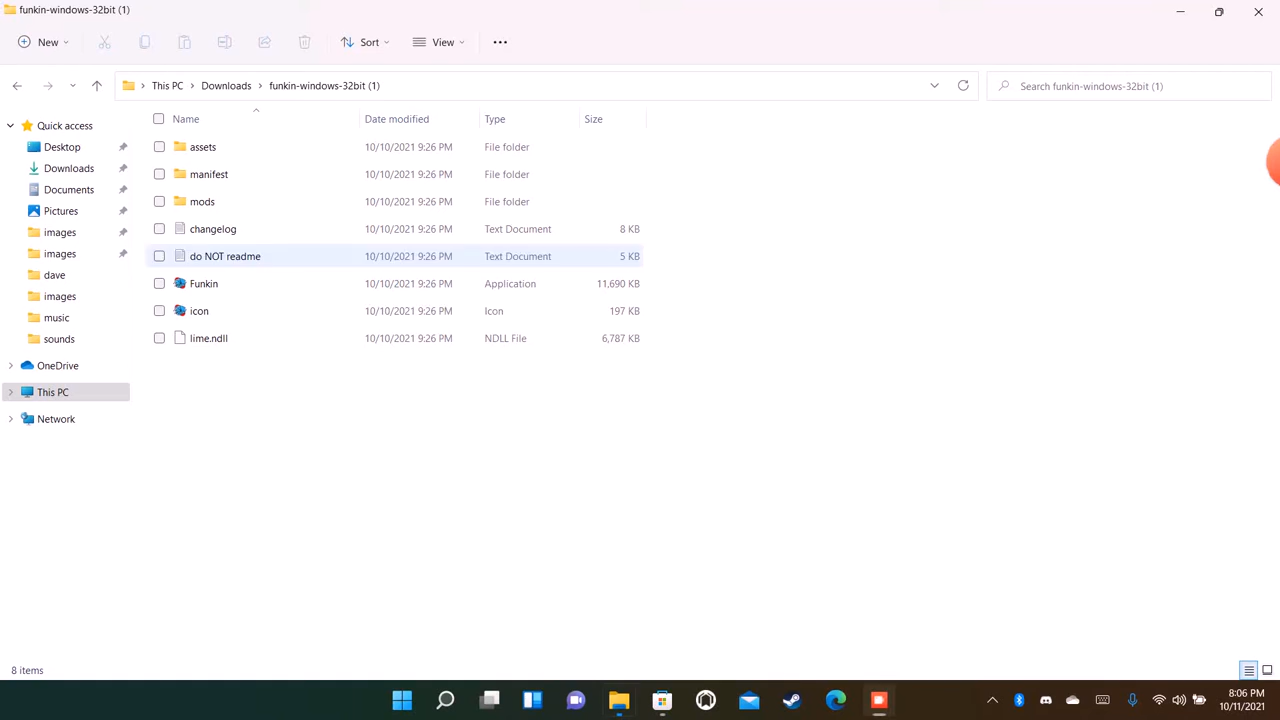 funkin-windows-32bit (1)
New
Sort
View
This PC > Downloads > funkin-windows-32bit (1)
Search funkin-windows-32bit (1)
Name Date modified Type Size
Quick access
Desktop
Downloads
Documents
Pictures
images
images
dave
images
music
sounds
OneDrive
This PC
Network
assets 10/10/2021 9:26 PM File folder
manifest 10/10/2021 9:26 PM File folder
mods 10/10/2021 9:26 PM File folder
changelog 10/10/2021 9:26 PM Text Document 8 KB
do NOT readme 10/10/2021 9:26 PM Text Document 5 KB
Funkin 10/10/2021 9:26 PM Application 11,690 KB
icon 10/10/2021 9:26 PM Icon 197 KB
lime.ndll 10/10/2021 9:26 PM NDLL File 6,787 KB
8 items
8:06 PM
10/11/2021